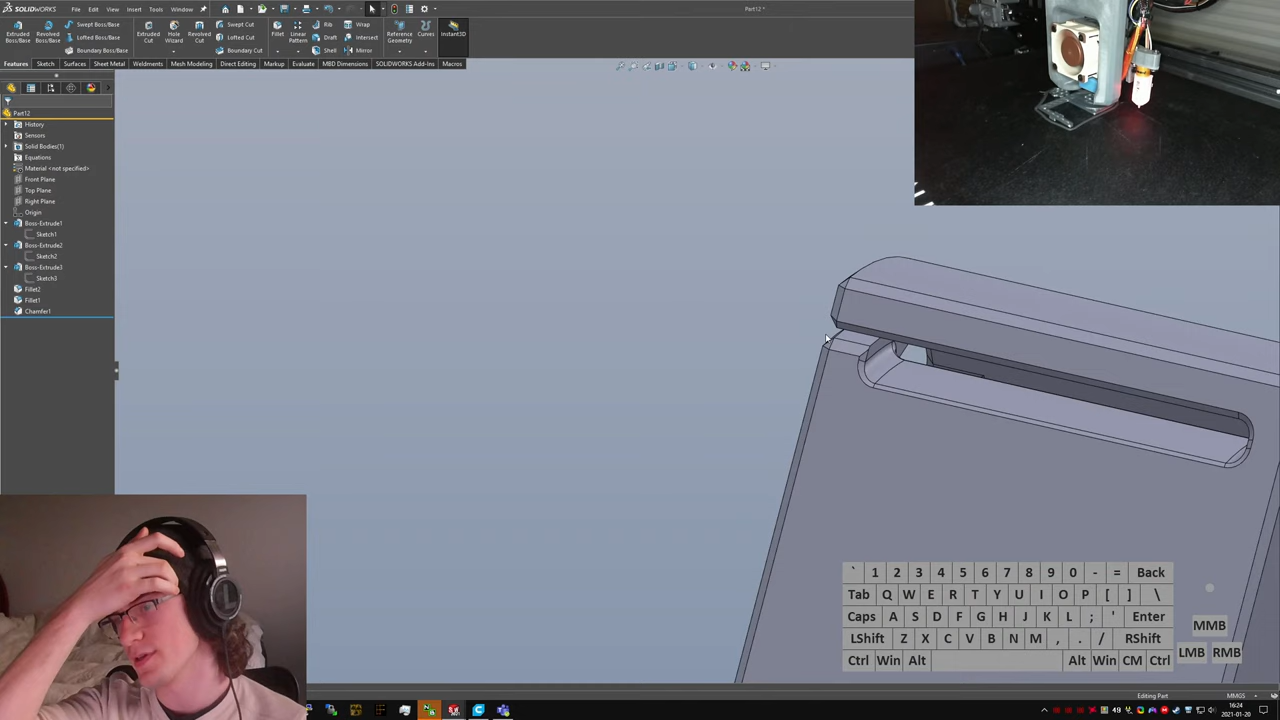 SOLIDWORKS File Edit View Insert Tools Window Part12 *
Extruded Boss/Base Revolved Boss/Base Swept Boss/Base Lofted Boss/Base Boundary Boss/Base Extruded Cut Hole Wizard Revolved Cut Swept Cut Lofted Cut Boundary Cut Fillet Linear Pattern Rib Draft Shell Wrap Intersect Mirror Reference Geometry Curves Instant3D
Features Sketch Surfaces Sheet Metal Weldments Mesh Modeling Direct Editing Markup Evaluate MBD Dimensions SOLIDWORKS Add-Ins Macros
Part12
History
Sensors
Solid Bodies(1)
Equations
Material <not specified>
Front Plane
Top Plane
Right Plane
Origin
Boss-Extrude1
Sketch1
Boss-Extrude2
Sketch2
Boss-Extrude3
Sketch3
Fillet2
Fillet1
Chamfer1
` 1 2 3 4 5 6 7 8 9 0 - = Back
Tab Q W E R T Y U I O P [ ] \
Caps A S D F G H J K L ; ' Enter
LShift Z X C V B N M , . / RShift
Ctrl Win Alt Alt Win CM Ctrl
MMB
LMB RMB
Editing Part MMGS
49
16:24
2021-01-20